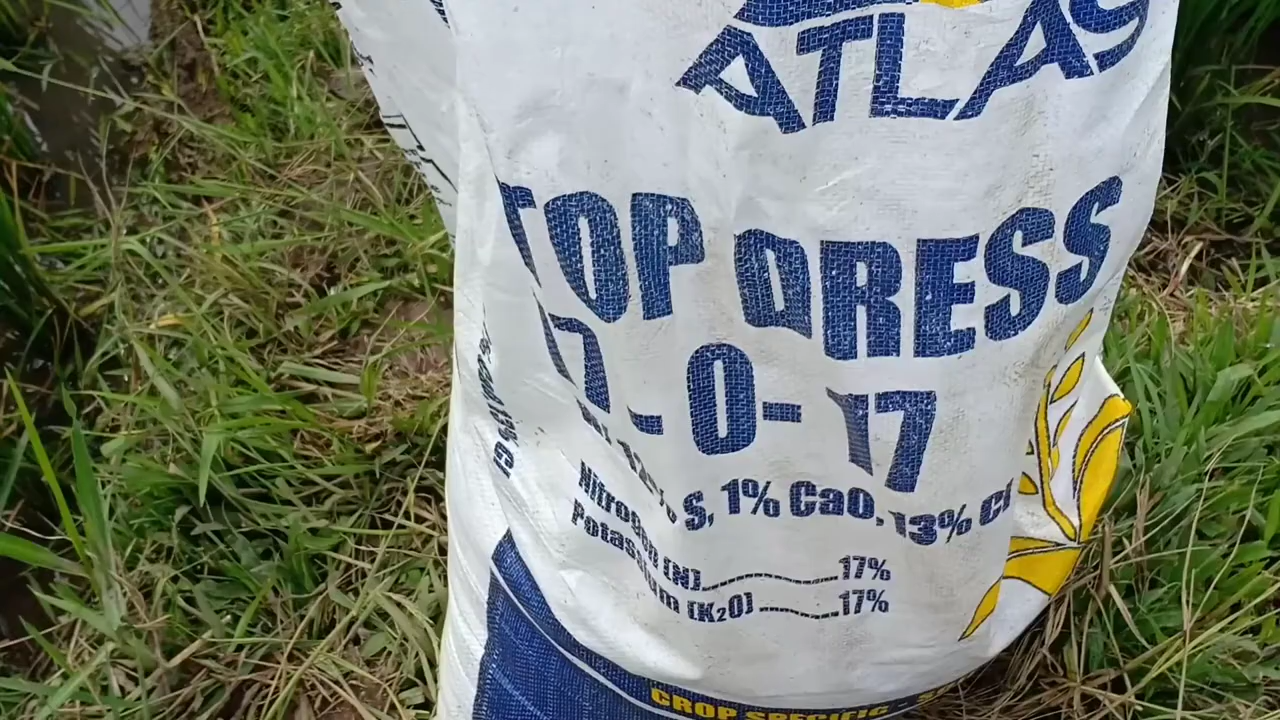 ATLAS
TOP DRESS
17-0-17
S, 1% CaO, 13% Cl
Nitrogen (N) 17%
Potassium (K₂O) 17%
CROP SPECIFIC